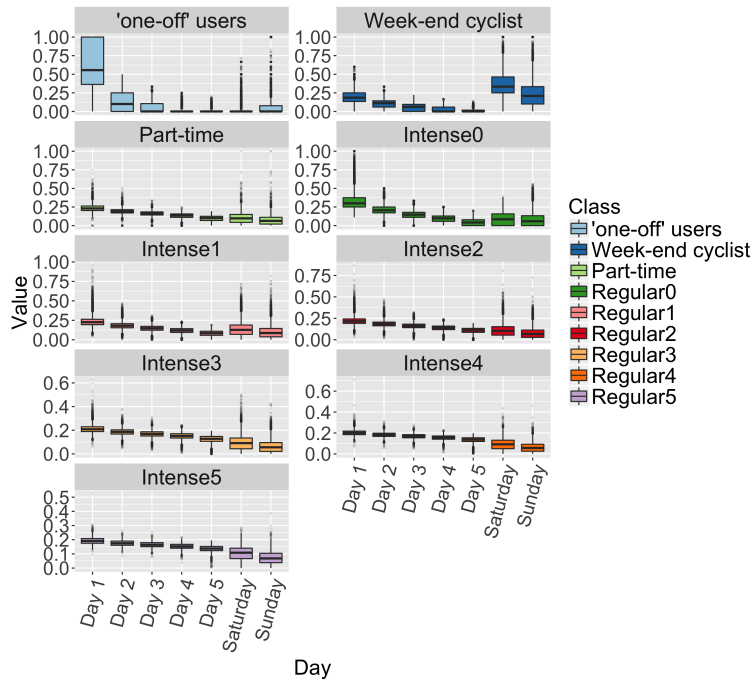 'one-off' users Week-end cyclist
1.00 1.00
0.75 0.75
0.50 0.50
0.25 0.25
0.00 0.00
Part-time Intense0
1.00 1.00
0.75 0.75
0.50 0.50
0.25 0.25
0.00 0.00
Intense1 Intense2
1.00
0.75 0.75
0.50 0.50
0.25 0.25
0.00 0.00
Intense3 Intense4
0.6 0.6
0.4 0.4
0.2 0.2
0.0 0.0
Intense5
0.5
0.4
0.3
0.2
0.1
0.0
Day 1 Day 2 Day 3 Day 4 Day 5 Saturday Sunday
Day 1 Day 2 Day 3 Day 4 Day 5 Saturday Sunday
Value
Day
Class
'one-off' users
Week-end cyclist
Part-time
Regular0
Regular1
Regular2
Regular3
Regular4
Regular5